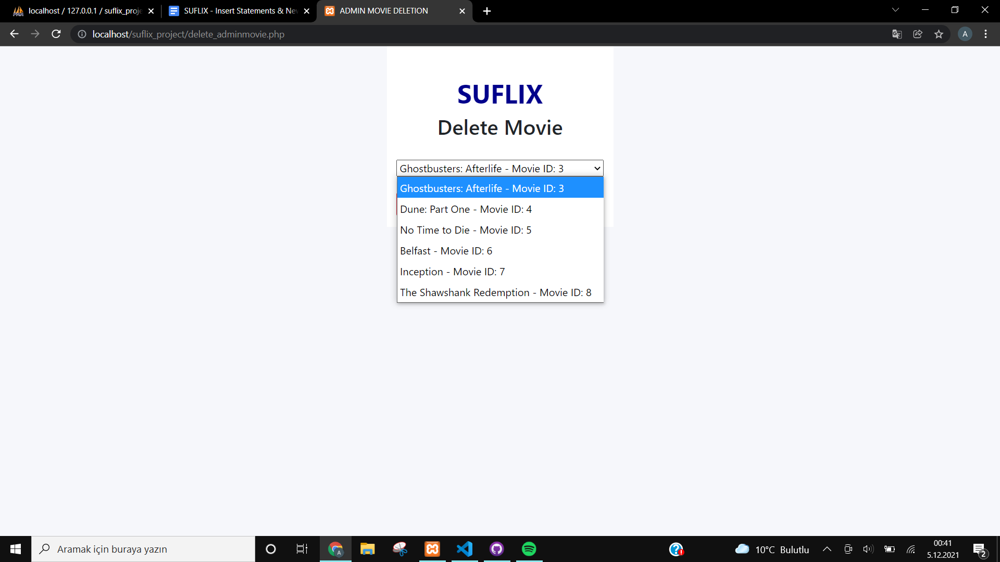 localhost / 127.0.0.1 / suflix_proje
SUFLIX - Insert Statements & Ne
ADMIN MOVIE DELETION
localhost/suflix_project/delete_adminmovie.php
A
SUFLIX
Delete Movie
Ghostbusters: Afterlife - Movie ID: 3
Ghostbusters: Afterlife - Movie ID: 3
Dune: Part One - Movie ID: 4
No Time to Die - Movie ID: 5
Belfast - Movie ID: 6
Inception - Movie ID: 7
The Shawshank Redemption - Movie ID: 8
Aramak için buraya yazın
10°C Bulutlu
00:41
5.12.2021
2